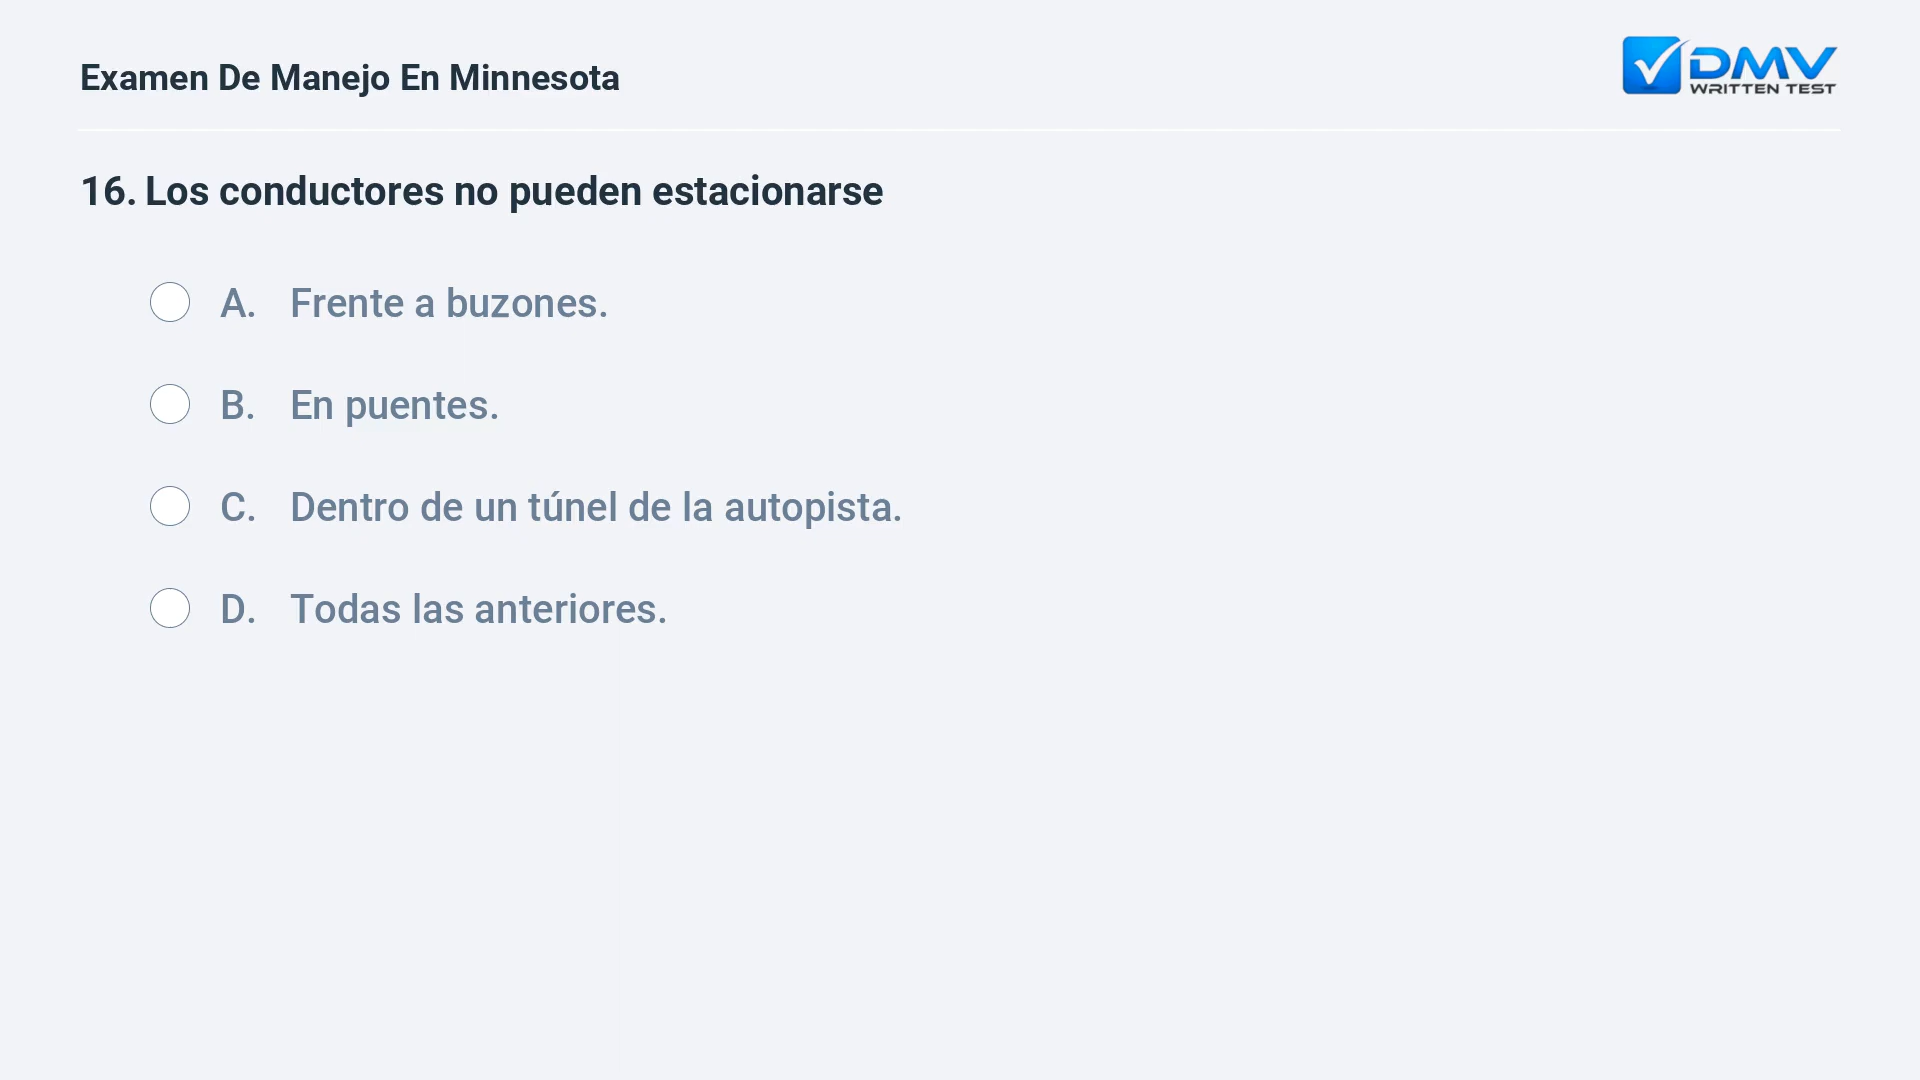 Examen De Manejo En Minnesota
DMV
WRITTEN TEST
16. Los conductores no pueden estacionarse
A. Frente a buzones.
B. En puentes.
C. Dentro de un túnel de la autopista.
D. Todas las anteriores.